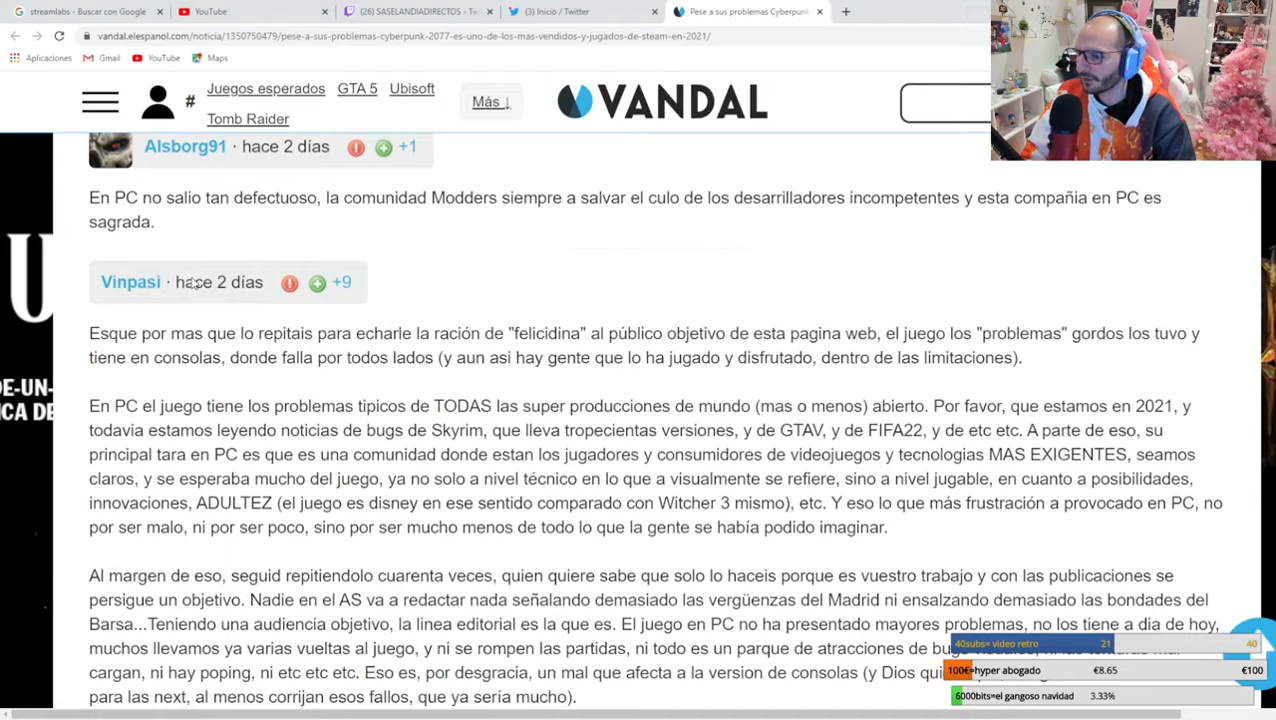 streamlabs - Buscar con Google
YouTube
(26) SASELANDIADIRECTOS - Tw
(3) Inicio / Twitter
Pese a sus problemas Cyberpunk
vandal.elespanol.com/noticia/1350750479/pese-a-sus-problemas-cyberpunk-2077-es-uno-de-los-mas-vendidos-y-jugados-de-steam-en-2021/
Aplicaciones Gmail YouTube Maps
# Juegos esperados GTA 5 Ubisoft
Tomb Raider
Más ↓
VANDAL
Alsborg91 · hace 2 días +1
En PC no salio tan defectuoso, la comunidad Modders siempre a salvar el culo de los desarrilladores incompetentes y esta compañia en PC es
sagrada.
Vinpasi · hace 2 días +9
Esque por mas que lo repitais para echarle la ración de "felicidina" al público objetivo de esta pagina web, el juego los "problemas" gordos los tuvo y
tiene en consolas, donde falla por todos lados (y aun asi hay gente que lo ha jugado y disfrutado, dentro de las limitaciones).
En PC el juego tiene los problemas tipicos de TODAS las super producciones de mundo (mas o menos) abierto. Por favor, que estamos en 2021, y
todavia estamos leyendo noticias de bugs de Skyrim, que lleva tropecientas versiones, y de GTAV, y de FIFA22, y de etc etc. A parte de eso, su
principal tara en PC es que es una comunidad donde estan los jugadores y consumidores de videojuegos y tecnologias MAS EXIGENTES, seamos
claros, y se esperaba mucho del juego, ya no solo a nivel técnico en lo que a visualmente se refiere, sino a nivel jugable, en cuanto a posibilidades,
innovaciones, ADULTEZ (el juego es disney en ese sentido comparado con Witcher 3 mismo), etc. Y eso lo que más frustración a provocado en PC, no
por ser malo, ni por ser poco, sino por ser mucho menos de todo lo que la gente se había podido imaginar.
Al margen de eso, seguid repitiendolo cuarenta veces, quien quiere sabe que solo lo haceis porque es vuestro trabajo y con las publicaciones se
persigue un objetivo. Nadie en el AS va a redactar nada señalando demasiado las vergüenzas del Madrid ni ensalzando demasiado las bondades del
Barsa...Teniendo una audiencia objetivo, la linea editorial es la que es. El juego en PC no ha presentado mayores problema, no los tiene a dia de hoy,
muchos llevamos ya varias vueltas al juego, y ni se rompen las partidas, ni todo es un parque de atracciones de
cargan, ni hay poping, ni etc etc etc. Eso es, por desgracia, un mal que afecta a la version de consolas (y Dios
para las next, al menos corrijan esos fallos, que ya sería mucho).
DE-UN-
ICA DE
40subs= video retro 21 40
100€=hyper abogado €8.65 €100
6000bits=el gangoso navidad 3.33%